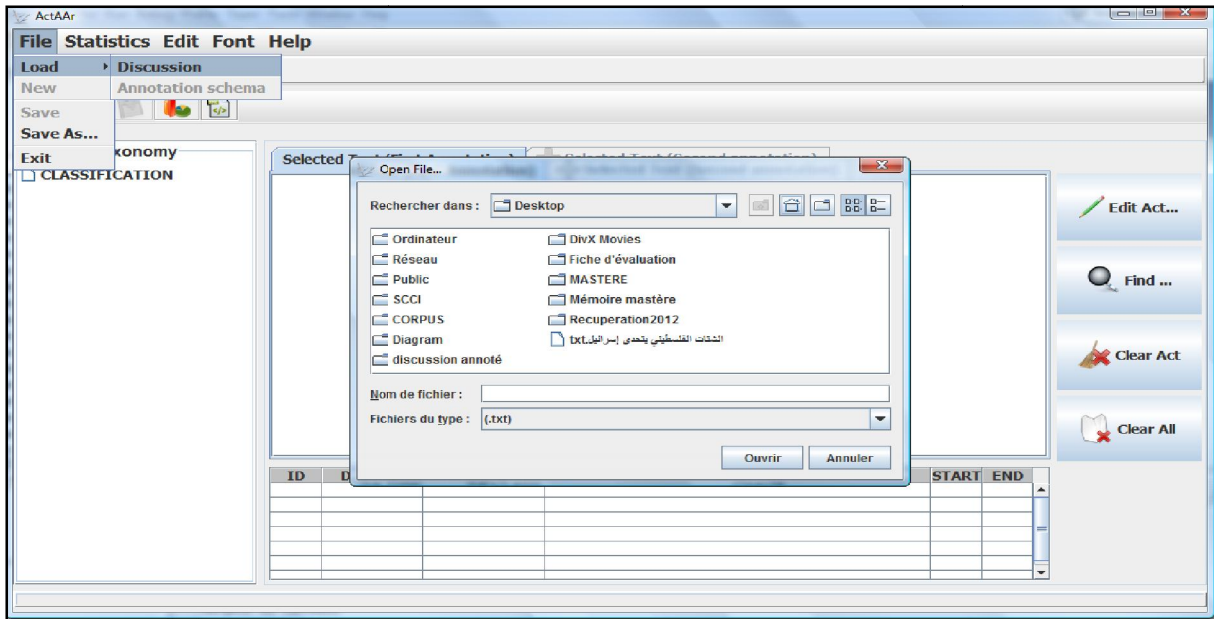 ActAAr
File Statistics Edit Font Help
Load Discussion
New Annotation schema
Save
Save As...
Exit
xonomy
CLASSIFICATION
Selected
Open File...
Rechercher dans : Desktop
Ordinateur DivX Movies
Réseau Fiche d'évaluation
Public MASTERE
SCCI Mémoire mastère
CORPUS Recuperation2012
Diagram الشتات الفلسطيني يتحدى إسرائيل.txt
discussion annoté
Nom de fichier :
Fichiers du type : (.txt)
Ouvrir Annuler
Edit Act...
Find ...
Clear Act
Clear All
ID D START END